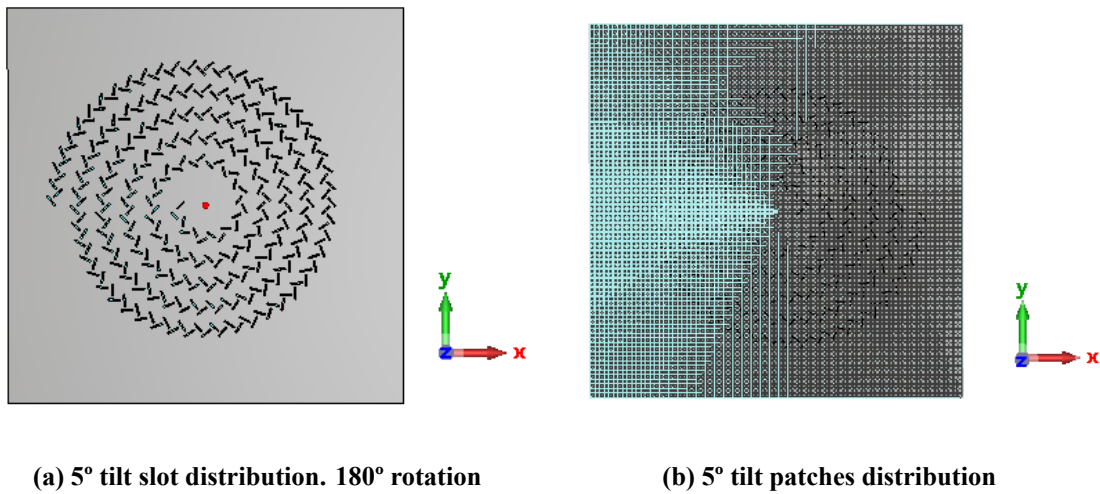 y
z x
y
z x
(a) 5º tilt slot distribution. 180º rotation
(b) 5º tilt patches distribution